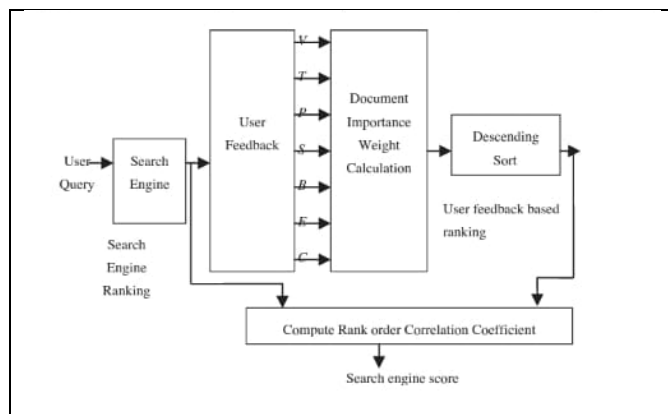 User
Query
Search
Engine
Search
Engine
Ranking
User
Feedback
V
T
P
S
B
E
C
Document
Importance
Weight
Calculation
Descending
Sort
User feedback based
ranking
Compute Rank order Correlation Coefficient
Search engine score